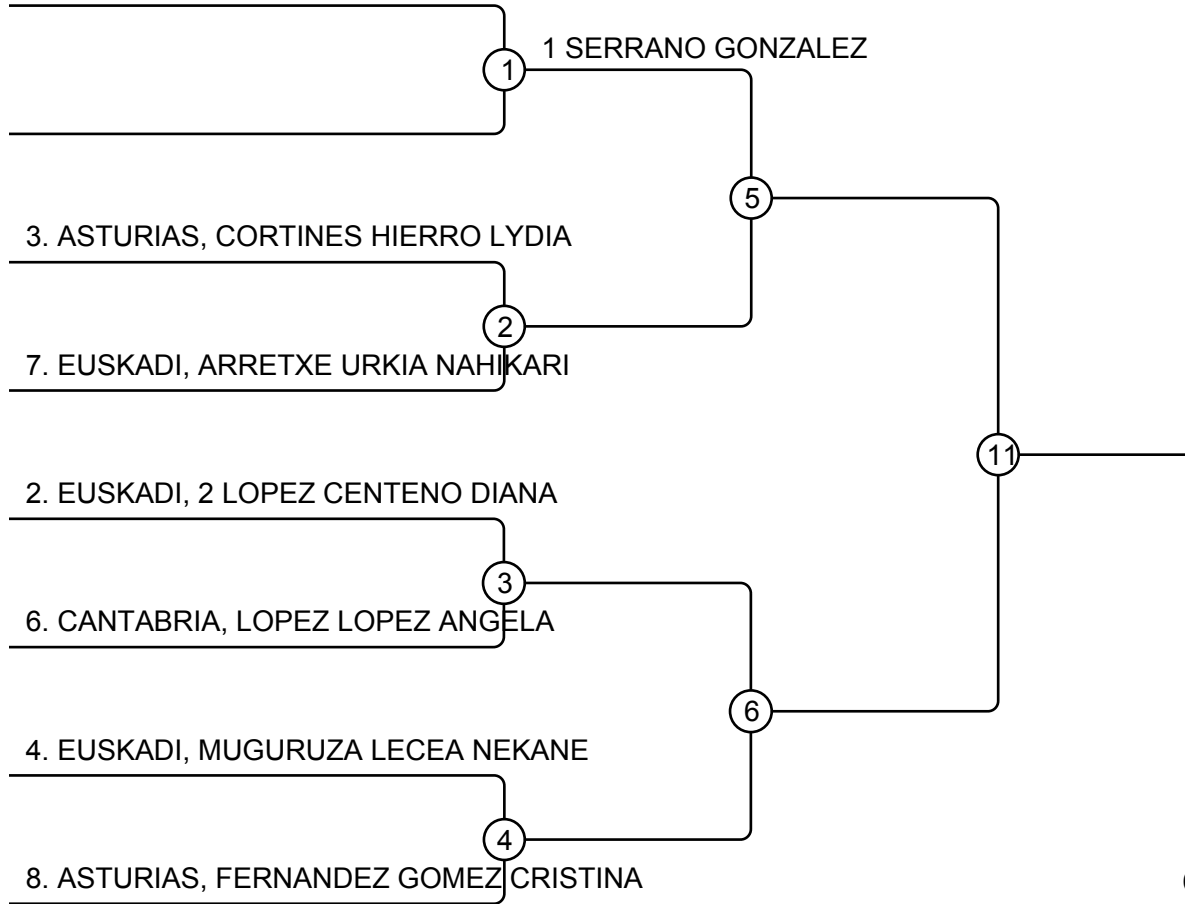 1 SERRANO GONZALEZ
1
5
3. ASTURIAS, CORTINES HIERRO LYDIA
2
7. EUSKADI, ARRETXE URKIA NAHIKARI
11
2. EUSKADI, 2 LOPEZ CENTENO DIANA
3
6. CANTABRIA, LOPEZ LOPEZ ANGELA
6
4. EUSKADI, MUGURUZA LECEA NEKANE
4
8. ASTURIAS, FERNANDEZ GOMEZ CRISTINA